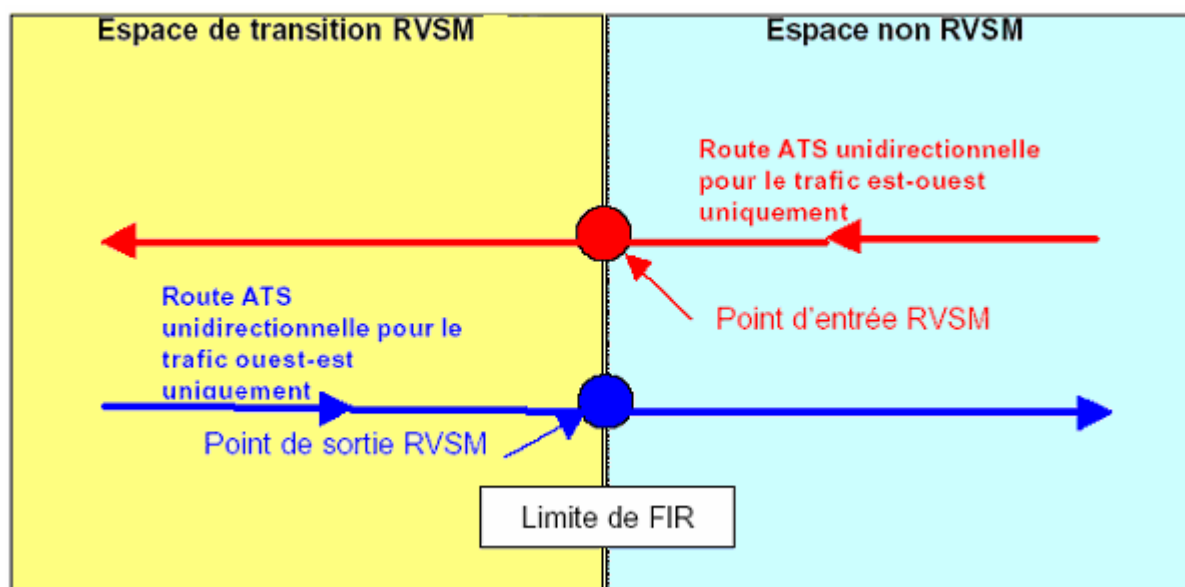 Espace de transition RVSM
Espace non RVSM
Route ATS unidirectionnelle
pour le trafic est-ouest
uniquement
Point d'entrée RVSM
Route ATS
unidirectionnelle pour le
trafic ouest-est
uniquement
Point de sortie RVSM
Limite de FIR